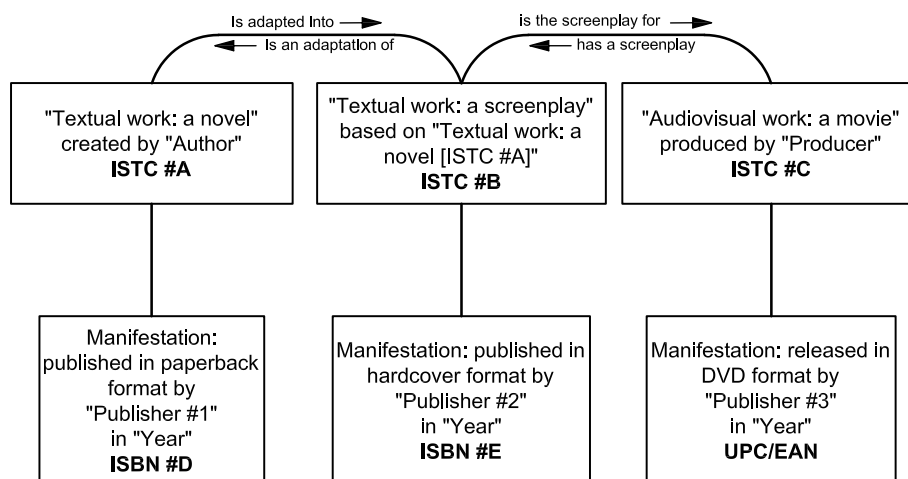 Is adapted Into
Is an adaptation of
is the screenplay for
has a screenplay
"Textual work: a novel"
created by "Author"
ISTC #A
"Textual work: a screenplay"
based on "Textual work: a
novel [ISTC #A]"
ISTC #B
"Audiovisual work: a movie"
produced by "Producer"
ISTC #C
Manifestation:
published in paperback
format by
"Publisher #1"
in "Year"
ISBN #D
Manifestation: published in
hardcover format by
"Publisher #2"
in "Year"
ISBN #E
Manifestation: released in
DVD format by
"Publisher #3"
in "Year"
UPC/EAN